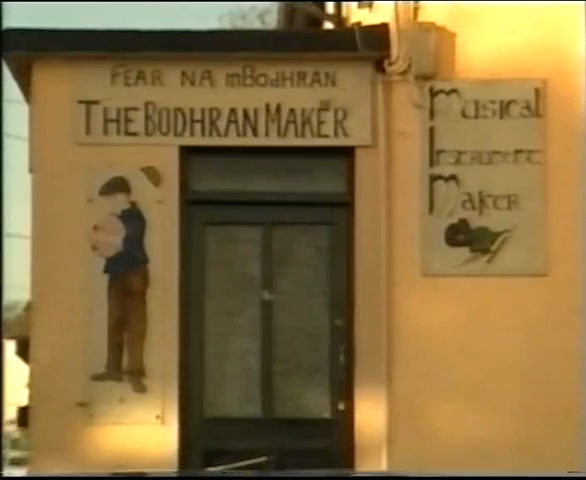 FEAR NA mBODHRAN
THE BODHRAN MAKER
Musical
Instrument
Maker